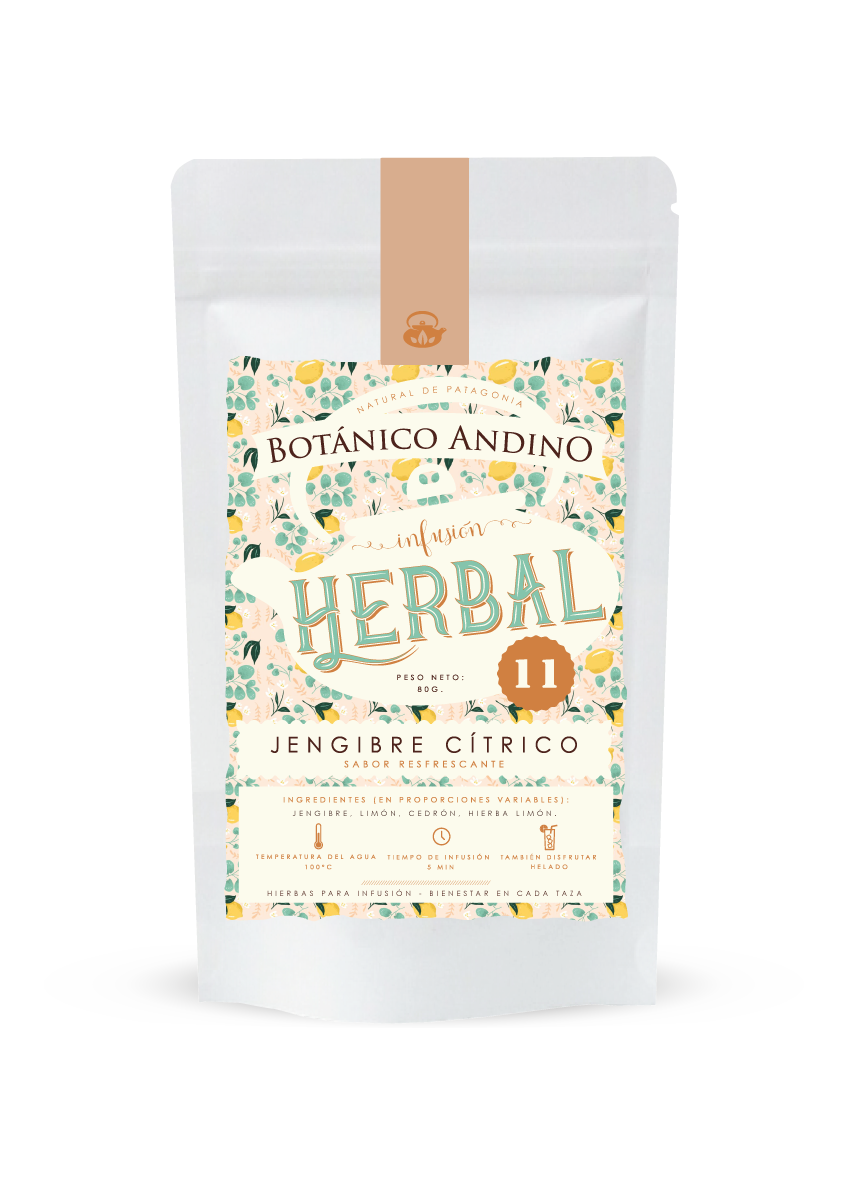 NATURAL DE PATAGONIA
BOTÁNICO ANDINO
infusión
HERBAL
PESO NETO:
80G.
11
JENGIBRE CÍTRICO
SABOR RESFRESCANTE
INGREDIENTES (EN PROPORCIONES VARIABLES):
JENGIBRE, LIMÓN, CEDRÓN, HIERBA LIMÓN.
TEMPERATURA DEL AGUA
100°C
TIEMPO DE INFUSIÓN
5 MIN
TAMBIÉN DISFRUTAR
HELADO
HIERBAS PARA INFUSIÓN - BIENESTAR EN CADA TAZA